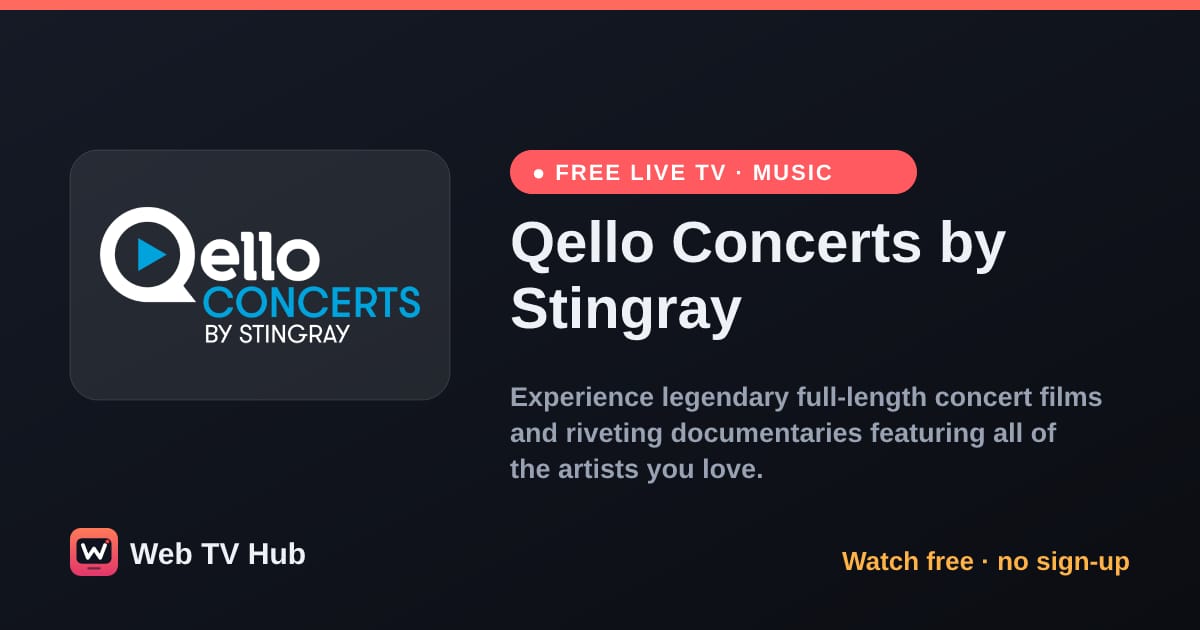 Qello
CONCERTS
BY STINGRAY
• FREE LIVE TV · MUSIC
Qello Concerts by
Stingray
Experience legendary full-length concert films
and riveting documentaries featuring all of
the artists you love.
W
Web TV Hub
Watch free · no sign-up